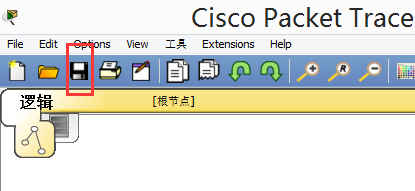 Cisco Packet Trace
File Edit Options View 工具 Extensions Help
R
逻辑 [根节点]